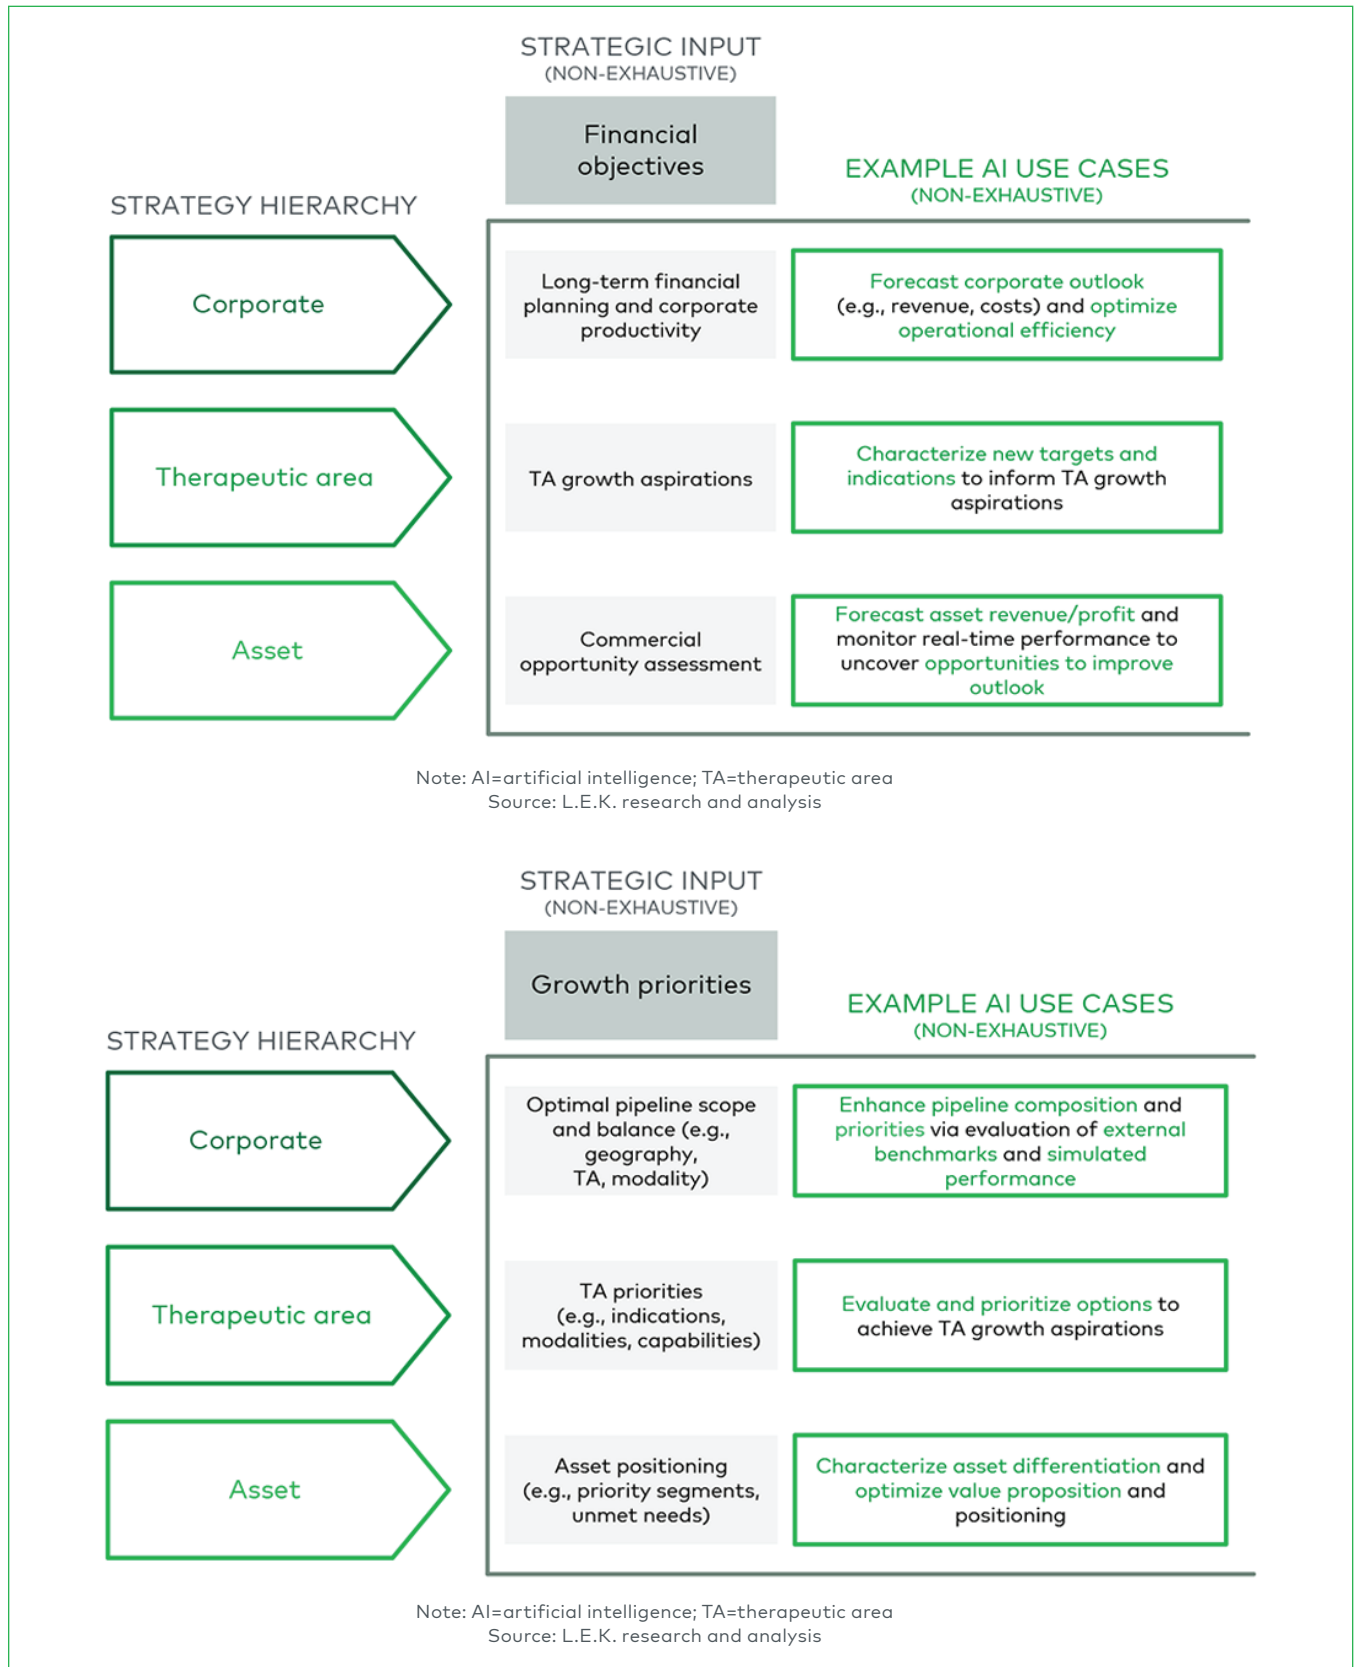 STRATEGIC INPUT
(NON-EXHAUSTIVE)
Financial
objectives
EXAMPLE AI USE CASES
(NON-EXHAUSTIVE)
STRATEGY HIERARCHY
Corporate
Long-term financial
planning and corporate
productivity
Forecast corporate outlook
(e.g., revenue, costs) and optimize
operational efficiency
Therapeutic area
TA growth aspirations
Characterize new targets and
indications to inform TA growth
aspirations
Asset
Commercial
opportunity assessment
Forecast asset revenue/profit and
monitor real-time performance to
uncover opportunities to improve
outlook
Note: AI=artificial intelligence; TA=therapeutic area
Source: L.E.K. research and analysis
STRATEGIC INPUT
(NON-EXHAUSTIVE)
Growth priorities
EXAMPLE AI USE CASES
(NON-EXHAUSTIVE)
STRATEGY HIERARCHY
Corporate
Optimal pipeline scope
and balance (e.g.,
geography,
TA, modality)
Enhance pipeline composition and
priorities via evaluation of external
benchmarks and simulated
performance
Therapeutic area
TA priorities
(e.g., indications,
modalities, capabilities)
Evaluate and prioritize options to
achieve TA growth aspirations
Asset
Asset positioning
(e.g., priority segments,
unmet needs)
Characterize asset differentiation and
optimize value proposition and
positioning
Note: AI=artificial intelligence; TA=therapeutic area
Source: L.E.K. research and analysis